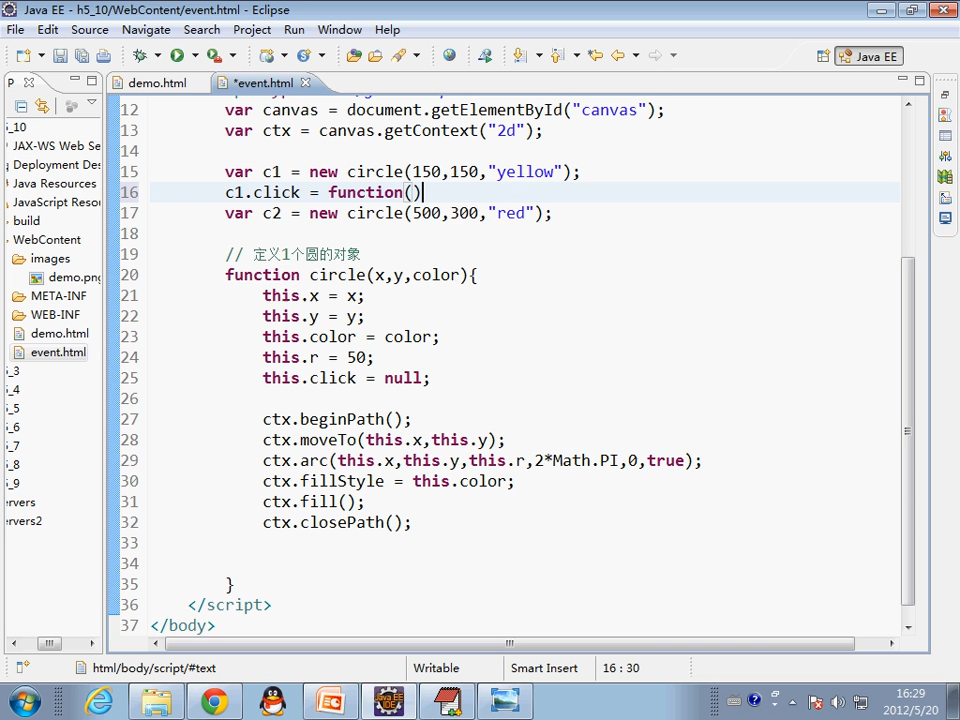 Java EE - h5_10/WebContent/event.html - Eclipse
File Edit Source Navigate Search Project Run Window Help
Java EE
P
demo.html
*event.html
_10
JAX-WS Web Se
Deployment Des
Java Resources
JavaScript Resou
build
WebContent
images
demo.png
META-INF
WEB-INF
demo.html
event.html
_3
_4
_5
_6
_7
_8
_9
ervers
ervers2
12 var canvas = document.getElementById("canvas");
13 var ctx = canvas.getContext("2d");
14
15 var c1 = new circle(150,150,"yellow");
16 c1.click = function()
17 var c2 = new circle(500,300,"red");
18
19 // 定义1个圆的对象
20 function circle(x,y,color){
21 this.x = x;
22 this.y = y;
23 this.color = color;
24 this.r = 50;
25 this.click = null;
26
27 ctx.beginPath();
28 ctx.moveTo(this.x,this.y);
29 ctx.arc(this.x,this.y,this.r,2*Math.PI,0,true);
30 ctx.fillStyle = this.color;
31 ctx.fill();
32 ctx.closePath();
33
34
35 }
36 </script>
37 </body>
html/body/script/#text
Writable
Smart Insert
16 : 30
16:29
2012/5/20